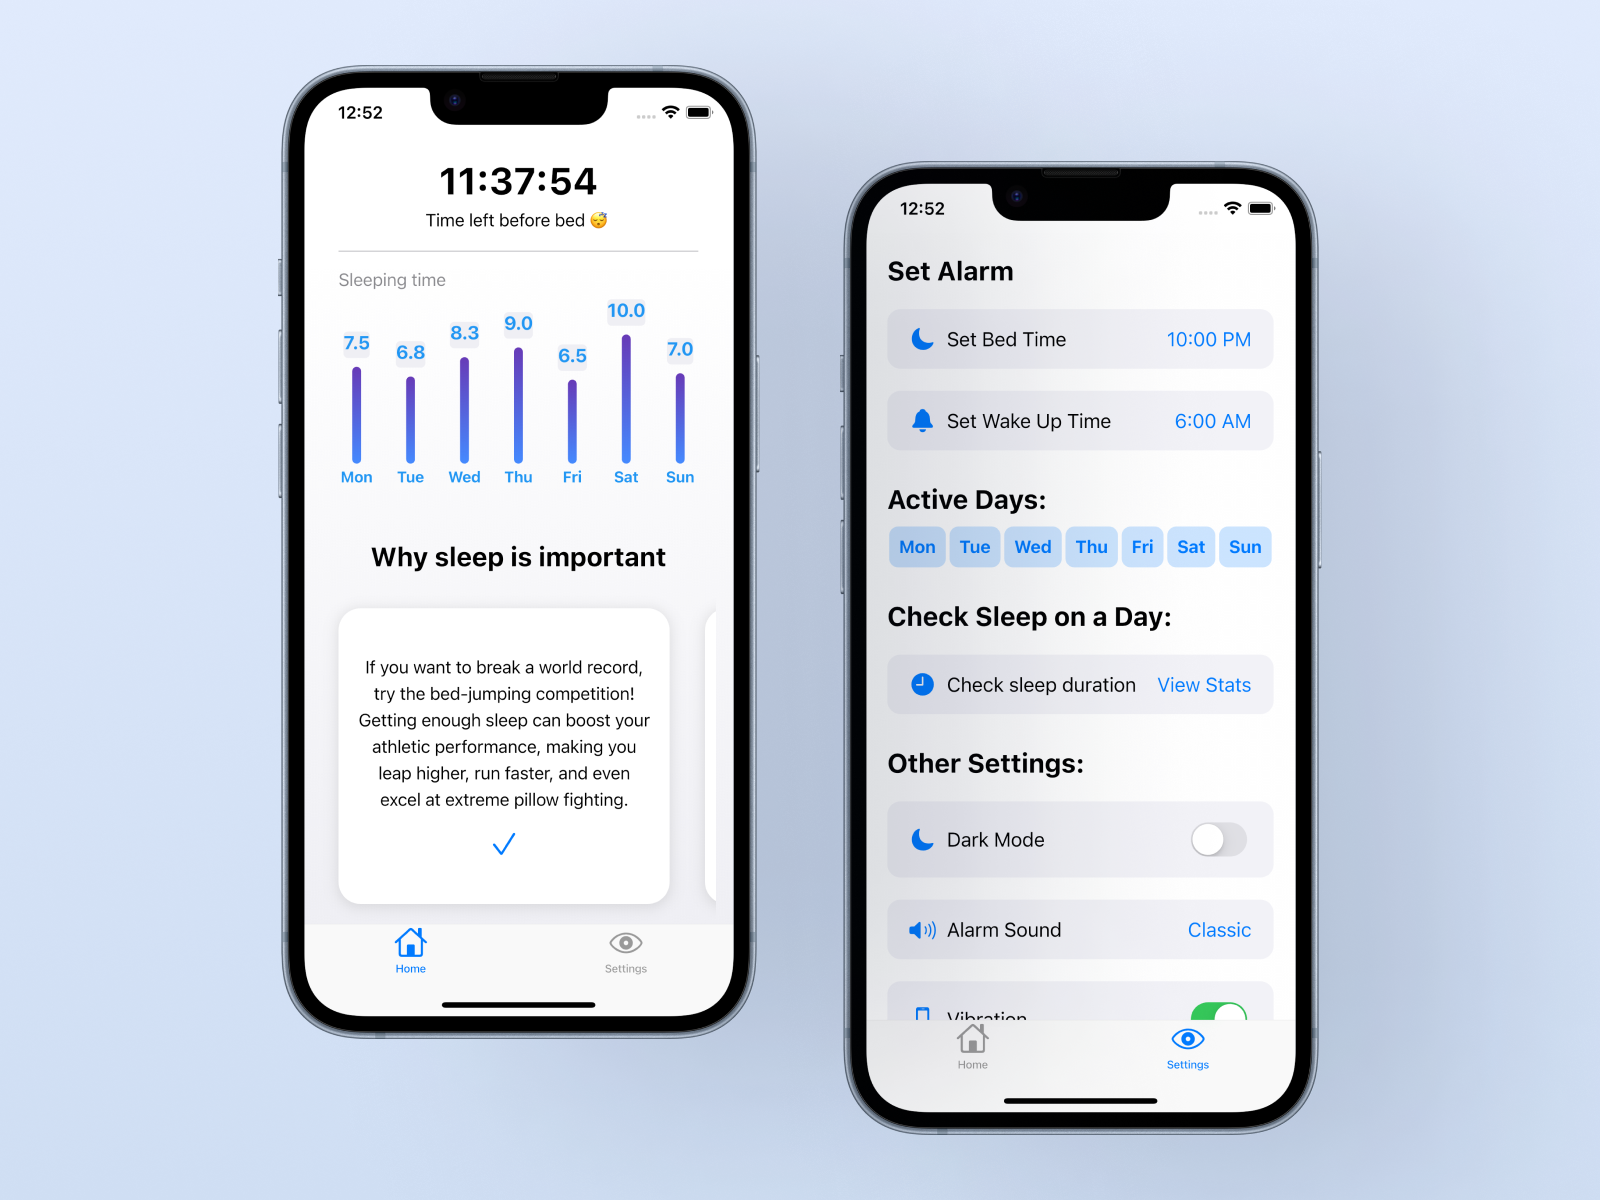 12:52
11:37:54
Time left before bed 😴
Sleeping time
7.5 6.8 8.3 9.0 6.5 10.0 7.0
Mon Tue Wed Thu Fri Sat Sun
Why sleep is important
If you want to break a world record,
try the bed-jumping competition!
Getting enough sleep can boost your
athletic performance, making you
leap higher, run faster, and even
excel at extreme pillow fighting.
Home Settings
12:52
Set Alarm
Set Bed Time 10:00 PM
Set Wake Up Time 6:00 AM
Active Days:
Mon Tue Wed Thu Fri Sat Sun
Check Sleep on a Day:
Check sleep duration View Stats
Other Settings:
Dark Mode
Alarm Sound Classic
Vibration
Home Settings